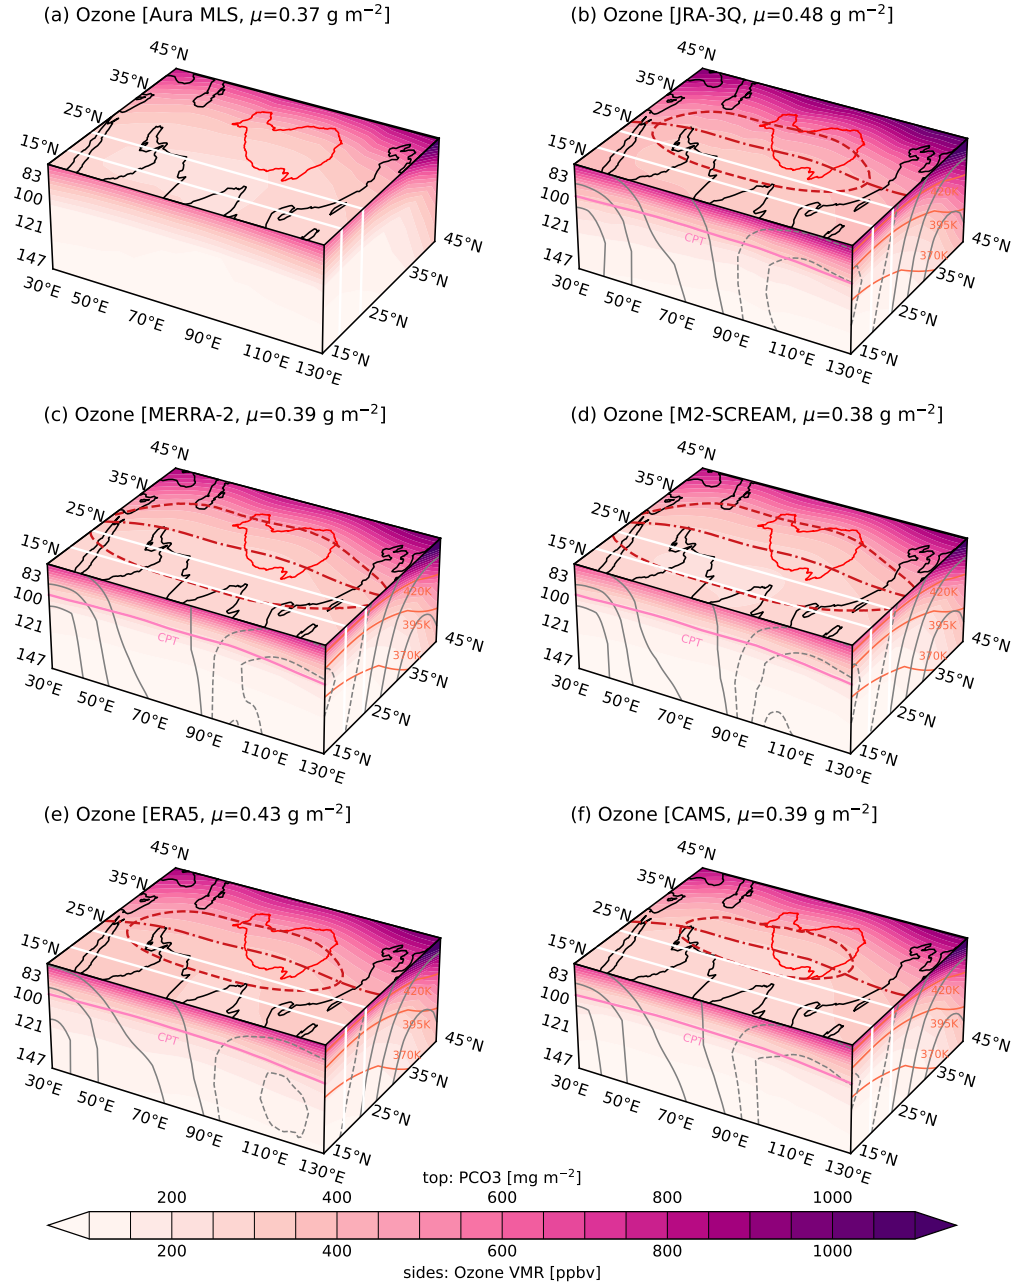 (a) Ozone [Aura MLS, μ=0.37 g m⁻²]
45°N
35°N
25°N
15°N
83
100
121
147
30°E
50°E
70°E
90°E
110°E
130°E
15°N
25°N
35°N
45°N
(b) Ozone [JRA-3Q, μ=0.48 g m⁻²]
45°N
35°N
25°N
15°N
83
100
121
147
CPT
420K
395K
370K
30°E
50°E
70°E
90°E
110°E
130°E
15°N
25°N
35°N
45°N
(c) Ozone [MERRA-2, μ=0.39 g m⁻²]
45°N
35°N
25°N
15°N
83
100
121
147
CPT
420K
395K
370K
30°E
50°E
70°E
90°E
110°E
130°E
15°N
25°N
35°N
45°N
(d) Ozone [M2-SCREAM, μ=0.38 g m⁻²]
45°N
35°N
25°N
15°N
83
100
121
147
CPT
420K
395K
370K
30°E
50°E
70°E
90°E
110°E
130°E
15°N
25°N
35°N
45°N
(e) Ozone [ERA5, μ=0.43 g m⁻²]
45°N
35°N
25°N
15°N
83
100
121
147
CPT
420K
395K
370K
30°E
50°E
70°E
90°E
110°E
130°E
15°N
25°N
35°N
45°N
(f) Ozone [CAMS, μ=0.39 g m⁻²]
45°N
35°N
25°N
15°N
83
100
121
147
CPT
420K
395K
370K
30°E
50°E
70°E
90°E
110°E
130°E
15°N
25°N
35°N
45°N
top: PCO3 [mg m⁻²]
200 400 600 800 1000
200 400 600 800 1000
sides: Ozone VMR [ppbv]